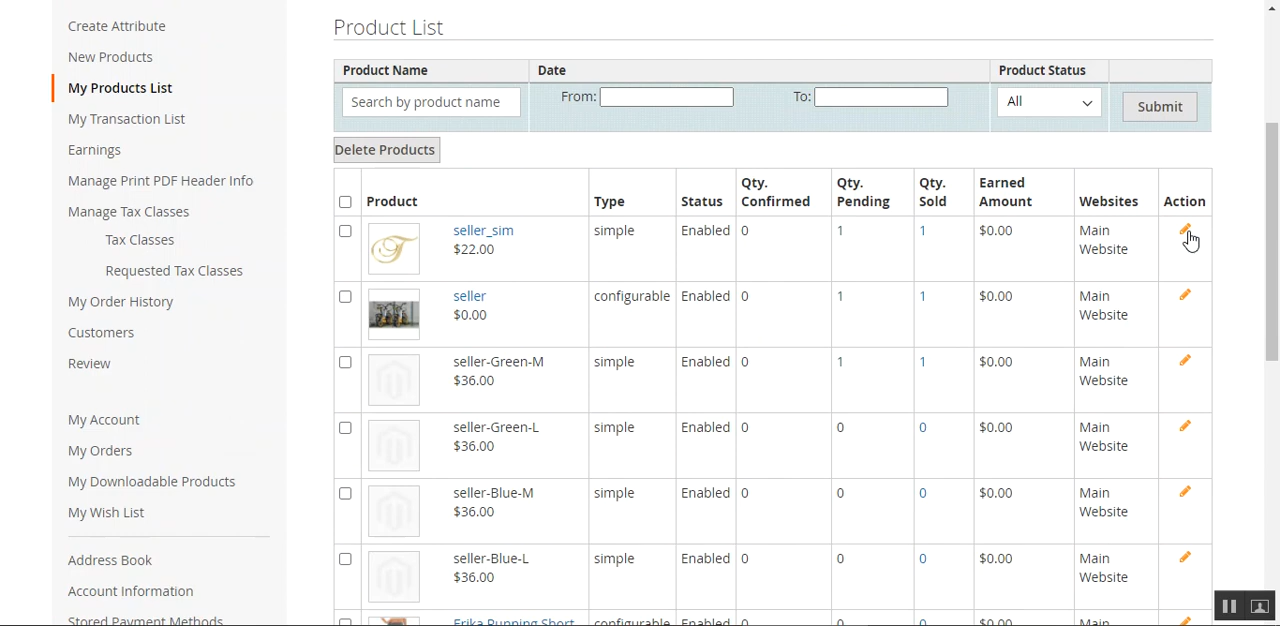 Create Attribute
New Products
My Products List
My Transaction List
Earnings
Manage Print PDF Header Info
Manage Tax Classes
Tax Classes
Requested Tax Classes
My Order History
Customers
Review
My Account
My Orders
My Downloadable Products
My Wish List
Address Book
Account Information
Stored Payment Methods
Product List
Product Name Date Product Status
Search by product name From: To: All Submit
Delete Products
Product Type Status Qty. Confirmed Qty. Pending Qty. Sold Earned Amount Websites Action
seller_sim simple Enabled 0 1 1 $0.00 Main
$22.00 Website
seller configurable Enabled 0 1 1 $0.00 Main
$0.00 Website
seller-Green-M simple Enabled 0 1 1 $0.00 Main
$36.00 Website
seller-Green-L simple Enabled 0 0 0 $0.00 Main
$36.00 Website
seller-Blue-M simple Enabled 0 0 0 $0.00 Main
$36.00 Website
seller-Blue-L simple Enabled 0 0 0 $0.00 Main
$36.00 Website
Erika Running Short configurable Enabled 0 0 0 $0.00 Main